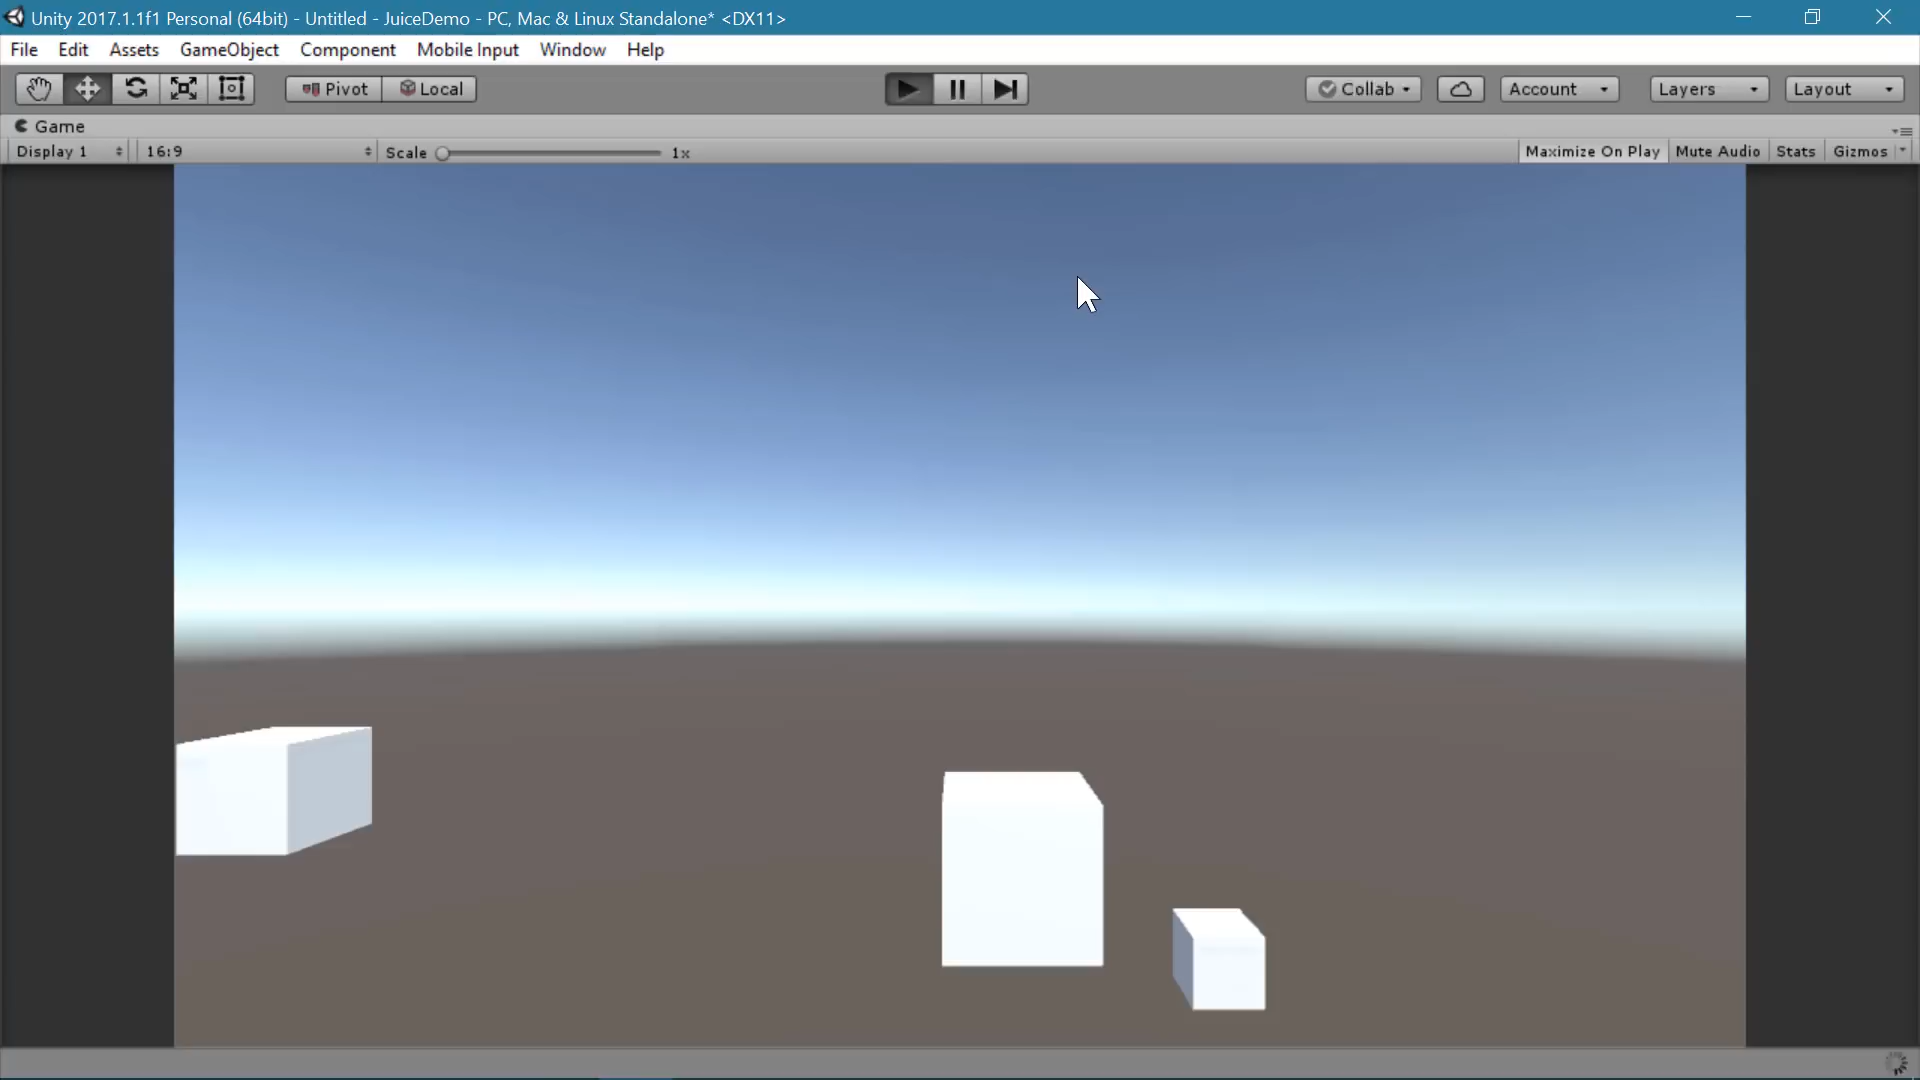 Unity 2017.1.1f1 Personal (64bit) - Untitled - JuiceDemo - PC, Mac & Linux Standalone* <DX11>
File Edit Assets GameObject Component Mobile Input Window Help
Pivot Local Collab Account Layers Layout
Game
Display 1 16:9 Scale 1x Maximize On Play Mute Audio Stats Gizmos